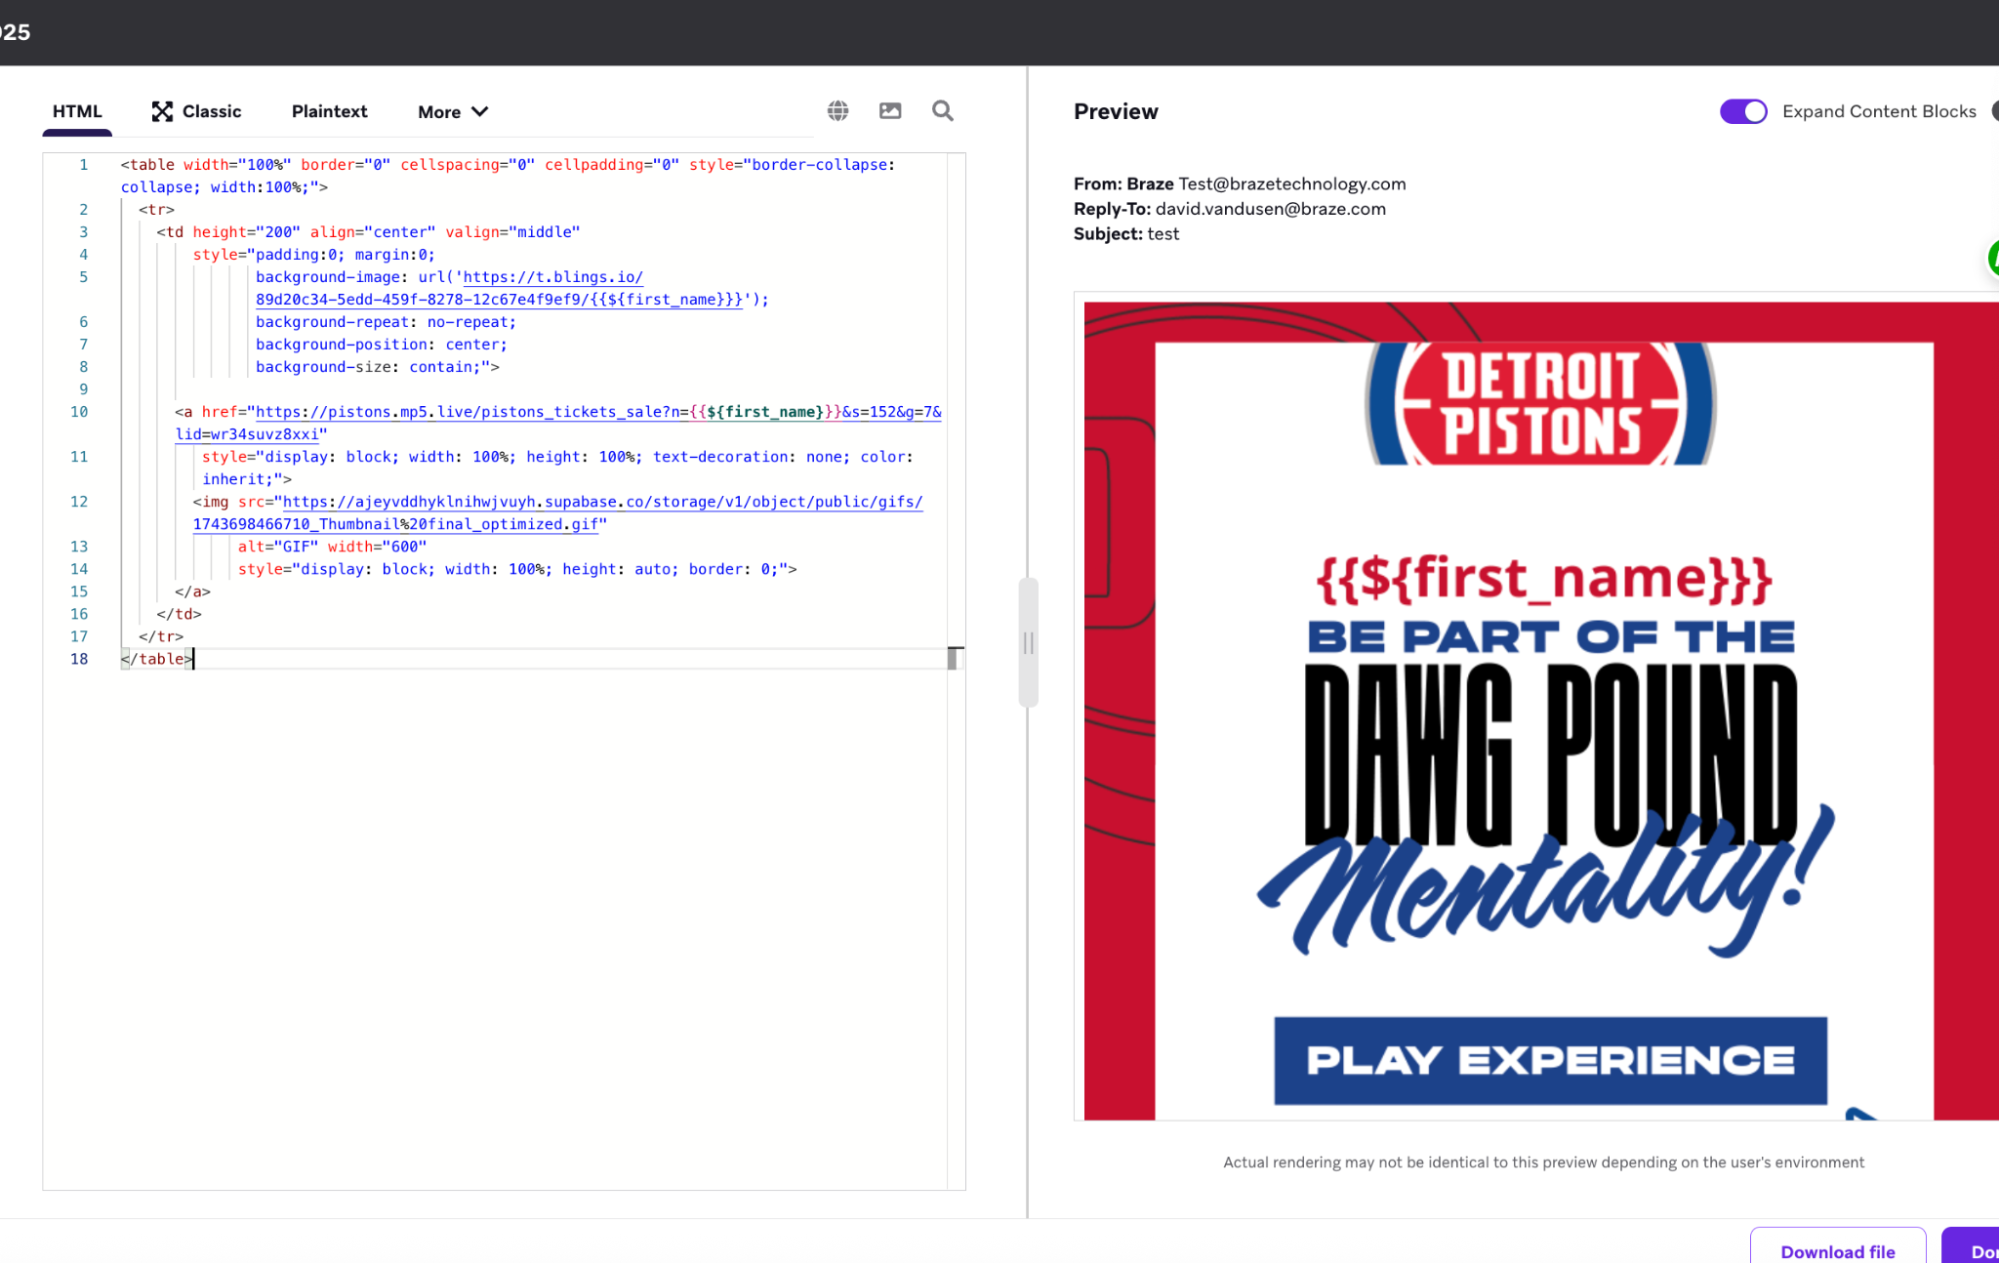 025
HTML
Classic
Plaintext
More
Preview
Expand Content Blocks
From: Braze Test@brazetechnology.com
Reply-To: david.vandusen@braze.com
Subject: test
1 <table width="100%" border="0" cellspacing="0" cellpadding="0" style="border-collapse:
collapse; width:100%;">
2 <tr>
3 <td height="200" align="center" valign="middle"
4 style="padding:0; margin:0;
5 background-image: url('https://t.blings.io/
89d20c34-5edd-459f-8278-12c67e4f9ef9/{{${first_name}}}');
6 background-repeat: no-repeat;
7 background-position: center;
8 background-size: contain;">
9
10 <a href="https://pistons.mp5.live/pistons_tickets_sale?n={{${first_name}}}&s=152&g=7&
lid=wr34suvz8xxi"
11 style="display: block; width: 100%; height: 100%; text-decoration: none; color:
inherit;">
12 <img src="https://ajeyvddhyklnihwjvuyh.supabase.co/storage/v1/object/public/gifs/
1743698466710_Thumbnail%20final_optimized.gif"
13 alt="GIF" width="600"
14 style="display: block; width: 100%; height: auto; border: 0;">
15 </a>
16 </td>
17 </tr>
18 </table>
DETROIT
PISTONS
{{${first_name}}}
BE PART OF THE
DAWG POUND
Mentality!
PLAY EXPERIENCE
Actual rendering may not be identical to this preview depending on the user's environment
Download file